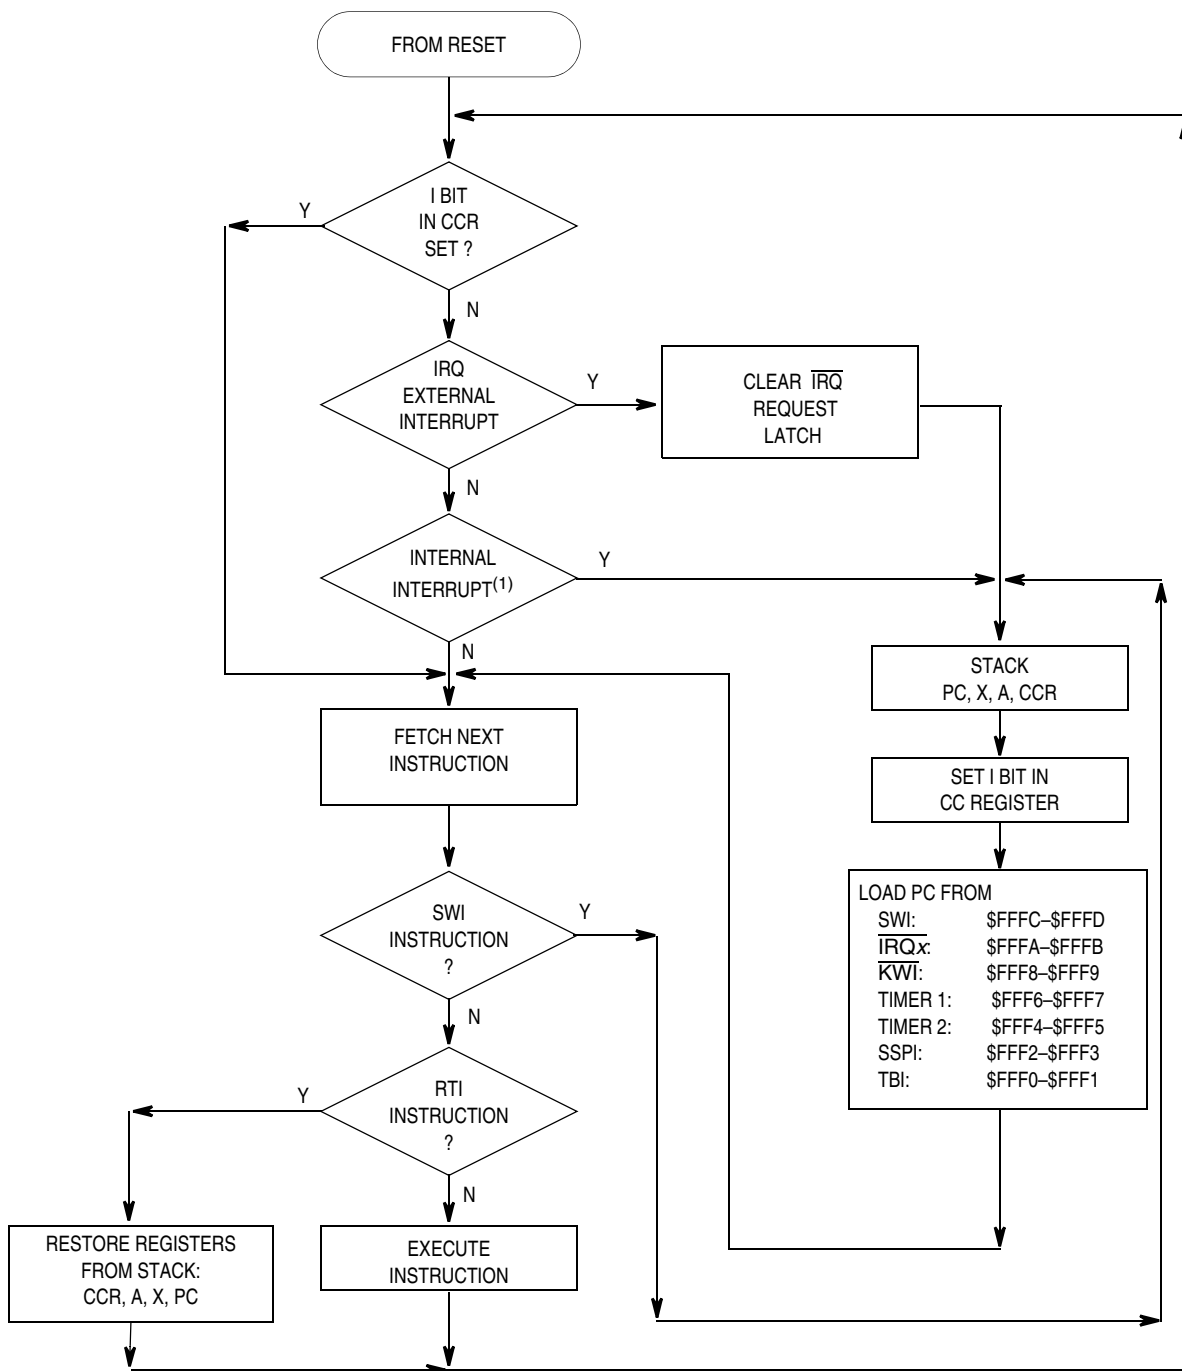 FROM RESET
I BIT
IN CCR
SET ?
Y
N
IRQ
EXTERNAL
INTERRUPT
Y
N
CLEAR IRQ
REQUEST
LATCH
INTERNAL
INTERRUPT(1)
Y
N
STACK
PC, X, A, CCR
FETCH NEXT
INSTRUCTION
SET I BIT IN
CC REGISTER
SWI
INSTRUCTION
?
Y
N
LOAD PC FROM
SWI: $FFFC–$FFFD
IRQx: $FFFA–$FFFB
KWI: $FFF8–$FFF9
TIMER 1: $FFF6–$FFF7
TIMER 2: $FFF4–$FFF5
SSPI: $FFF2–$FFF3
TBI: $FFF0–$FFF1
RTI
INSTRUCTION
?
Y
N
RESTORE REGISTERS
FROM STACK:
CCR, A, X, PC
EXECUTE
INSTRUCTION